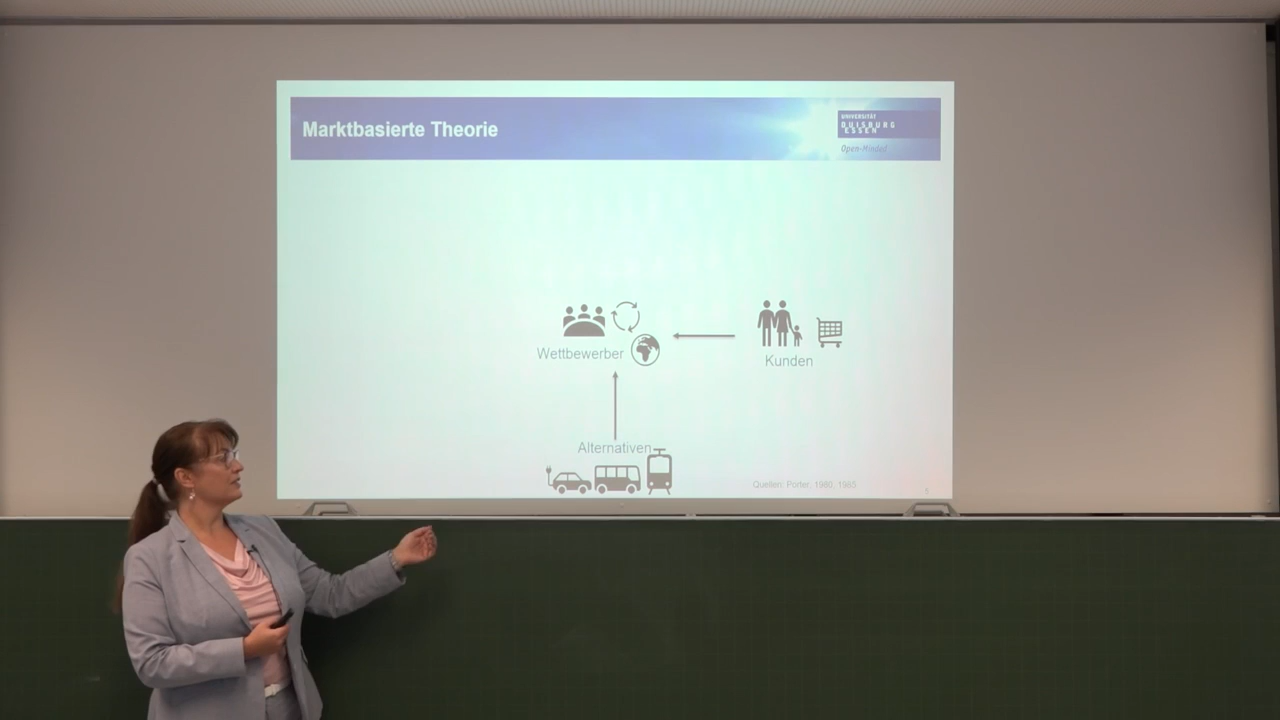 Marktbasierte Theorie
UNIVERSITÄT
DUISBURG
ESSEN
Open-Minded
Wettbewerber
Kunden
Alternativen
Quellen: Porter, 1980, 1985